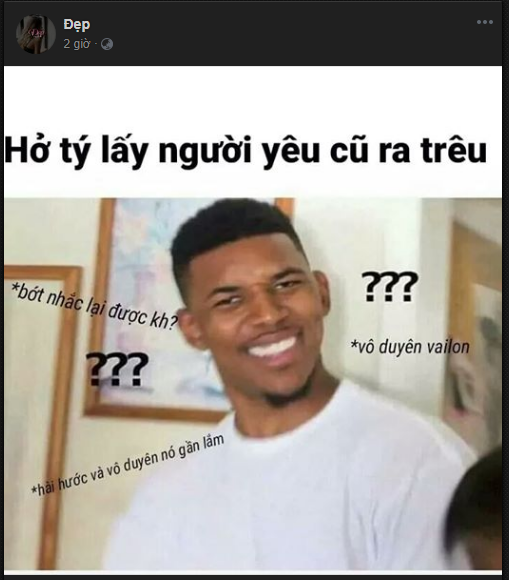 Đẹp
2 giờ ·
Hở tý lấy người yêu cũ ra trêu
???
*bớt nhắc lại được kh?
*vô duyên vailon
???
*hài hước và vô duyên nó gần lắm